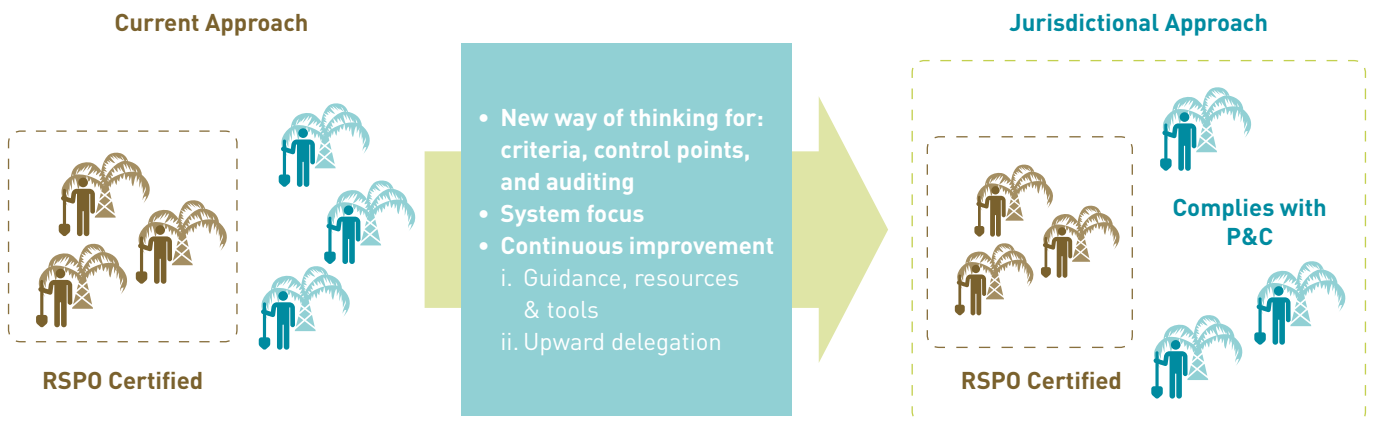 Current Approach
RSPO Certified
• New way of thinking for:
criteria, control points,
and auditing
• System focus
• Continuous improvement
i. Guidance, resources
& tools
ii. Upward delegation
Jurisdictional Approach
Complies with
P&C
RSPO Certified